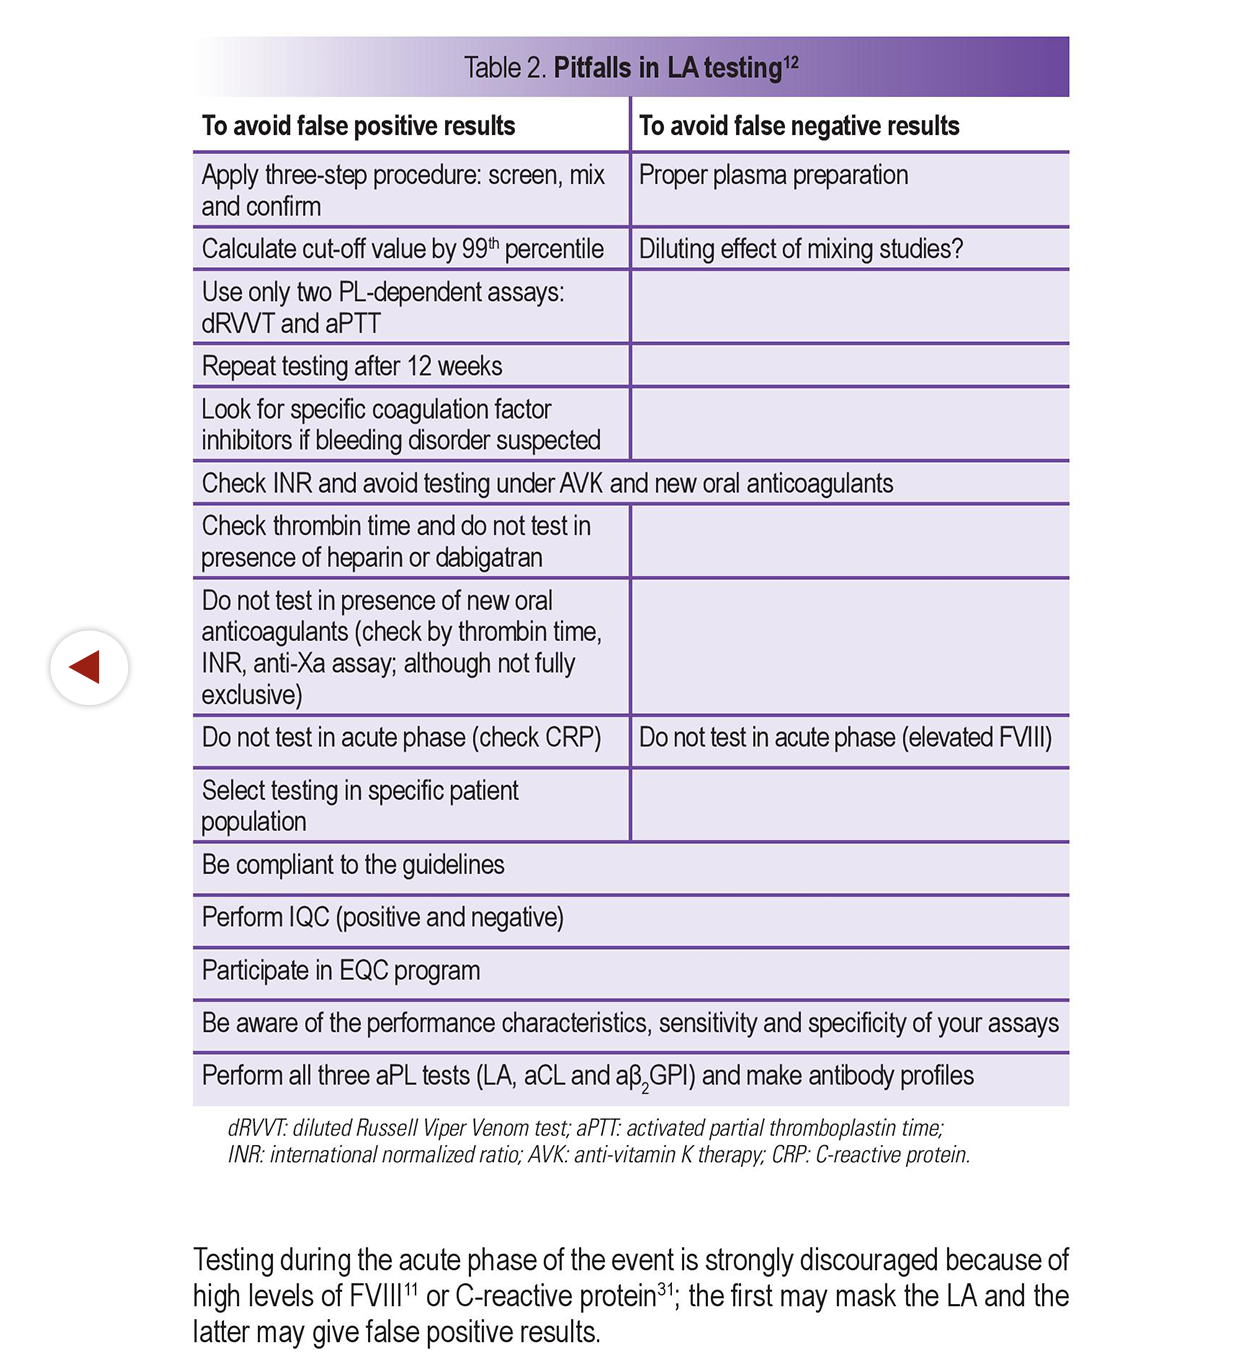 Table 2. Pitfalls in LA testing12
To avoid false positive results
To avoid false negative results
Apply three-step procedure: screen, mix
and confirm
Proper plasma preparation
Calculate cut-off value by 99th percentile
Diluting effect of mixing studies?
Use only two PL-dependent assays:
dRVVT and aPTT
Repeat testing after 12 weeks
Look for specific coagulation factor
inhibitors if bleeding disorder suspected
Check INR and avoid testing under AVK and new oral anticoagulants
Check thrombin time and do not test in
presence of heparin or dabigatran
Do not test in presence of new oral
anticoagulants (check by thrombin time,
INR, anti-Xa assay; although not fully
exclusive)
Do not test in acute phase (check CRP)
Do not test in acute phase (elevated FVIII)
Select testing in specific patient
population
Be compliant to the guidelines
Perform IQC (positive and negative)
Participate in EQC program
Be aware of the performance characteristics, sensitivity and specificity of your assays
Perform all three aPL tests (LA, aCL and aβ2GPI) and make antibody profiles
dRVVT: diluted Russell Viper Venom test; aPTT: activated partial thromboplastin time;
INR: international normalized ratio; AVK: anti-vitamin K therapy; CRP: C-reactive protein.
Testing during the acute phase of the event is strongly discouraged because of
high levels of FVIII11 or C-reactive protein31; the first may mask the LA and the
latter may give false positive results.